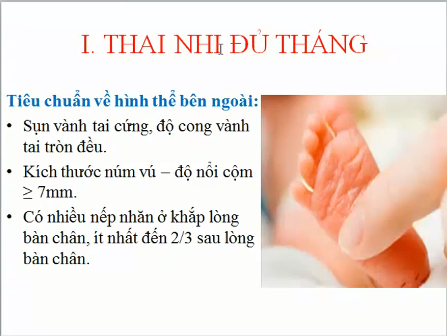 I. THAI NHI ĐỦ THÁNG
Tiêu chuẩn về hình thể bên ngoài:
• Sụn vành tai cứng, độ cong vành
tai tròn đều.
• Kích thước núm vú – độ nổi cộm
≥ 7mm.
• Có nhiều nếp nhăn ở khắp lòng
bàn chân, ít nhất đến 2/3 sau lòng
bàn chân.